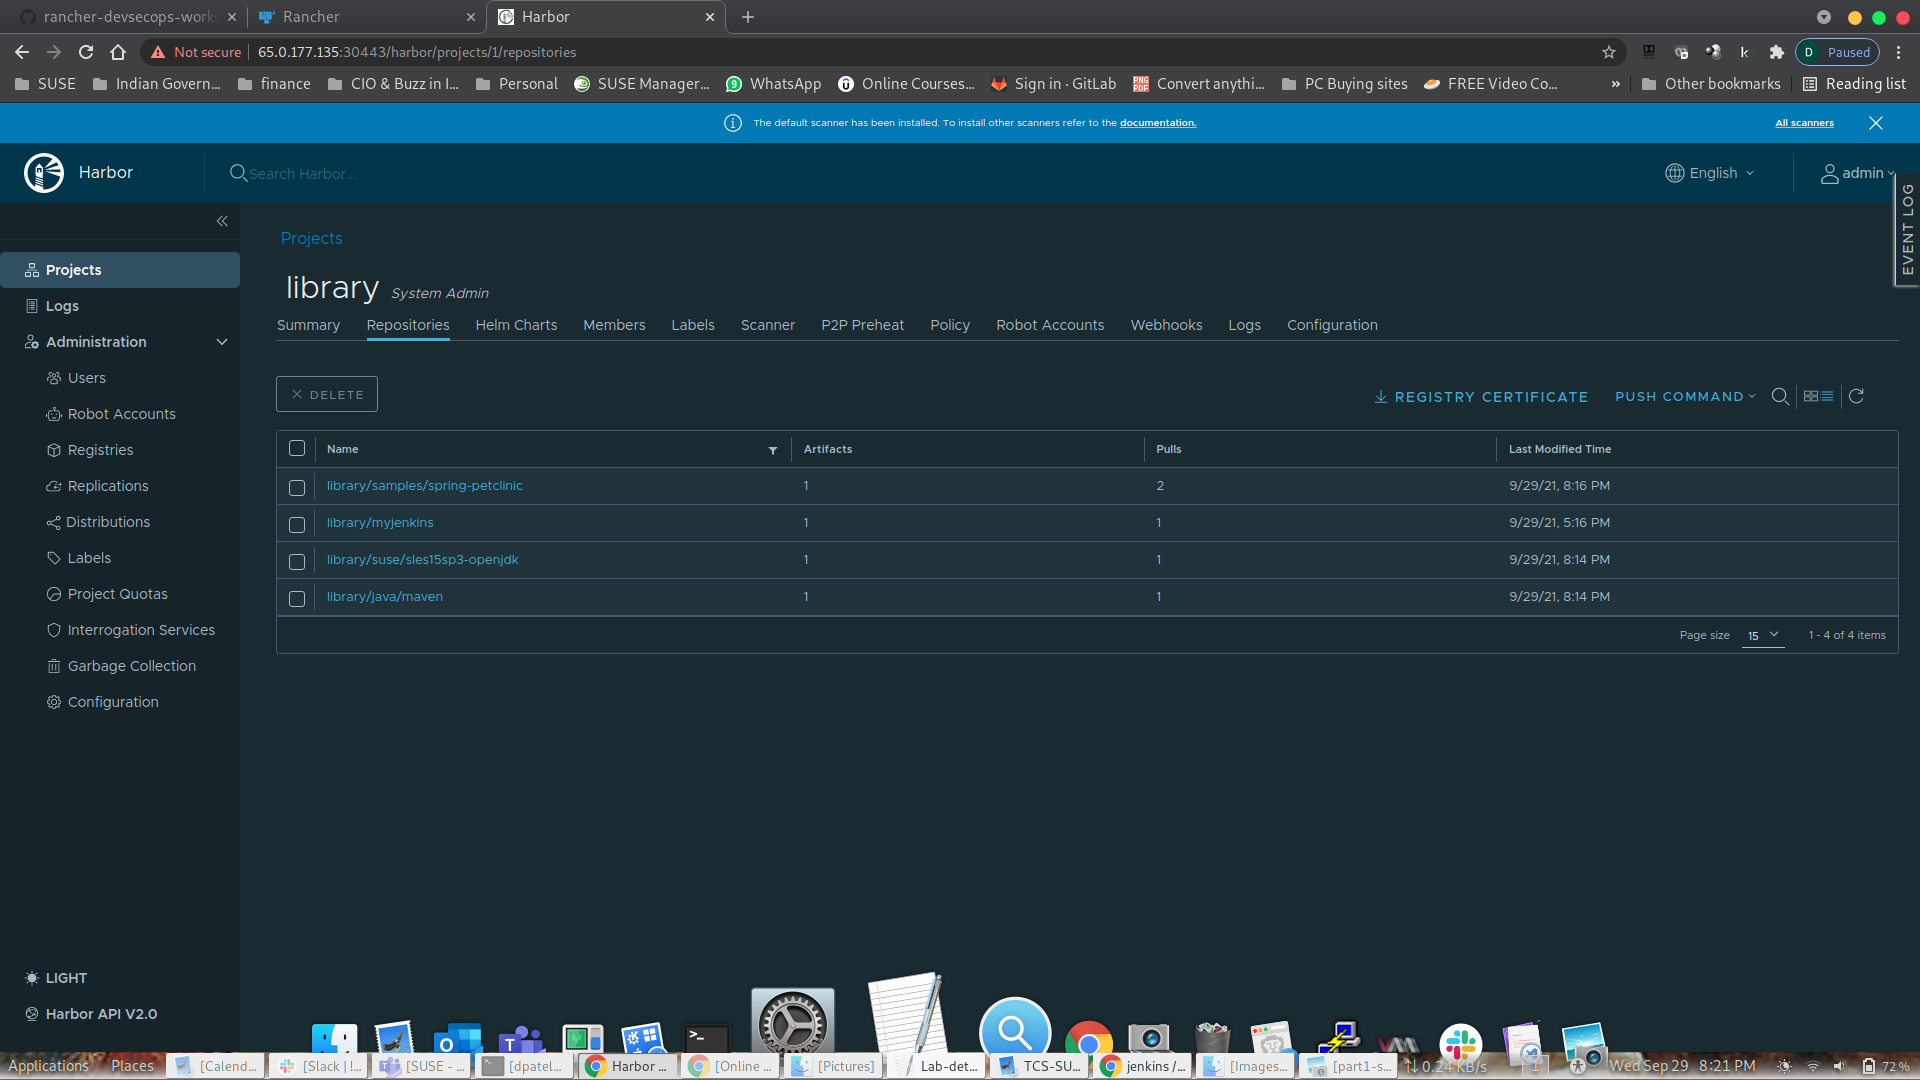 rancher-devsecops-works
Rancher
Harbor
Not secure
65.0.177.135:30443/harbor/projects/1/repositories
D Paused
SUSE
Indian Govern...
finance
CIO & Buzz in I...
Personal
SUSE Manager...
WhatsApp
Online Courses...
Sign in · GitLab
Convert anythi...
PC Buying sites
FREE Video Co...
»
Other bookmarks
Reading list
The default scanner has been installed. To install other scanners refer to the documentation.
All scanners
Harbor
Search Harbor...
English
admin
EVENT LOG
Projects
Logs
Administration
Users
Robot Accounts
Registries
Replications
Distributions
Labels
Project Quotas
Interrogation Services
Garbage Collection
Configuration
LIGHT
Harbor API V2.0
Projects
library System Admin
Summary Repositories Helm Charts Members Labels Scanner P2P Preheat Policy Robot Accounts Webhooks Logs Configuration
DELETE
REGISTRY CERTIFICATE
PUSH COMMAND
Name Artifacts Pulls Last Modified Time
library/samples/spring-petclinic 1 2 9/29/21, 8:16 PM
library/myjenkins 1 1 9/29/21, 5:16 PM
library/suse/sles15sp3-openjdk 1 1 9/29/21, 8:14 PM
library/java/maven 1 1 9/29/21, 8:14 PM
Page size 15 1 - 4 of 4 items
Applications
Places
[Calend...
[Slack | !...
[SUSE - ...
[dpatel...
Harbor ...
[Online ...
[Pictures]
Lab-det...
TCS-SU...
jenkins /...
[Images...
[part1-s...
0.24 KB/s
1
Wed Sep 29 8:21 PM
72%